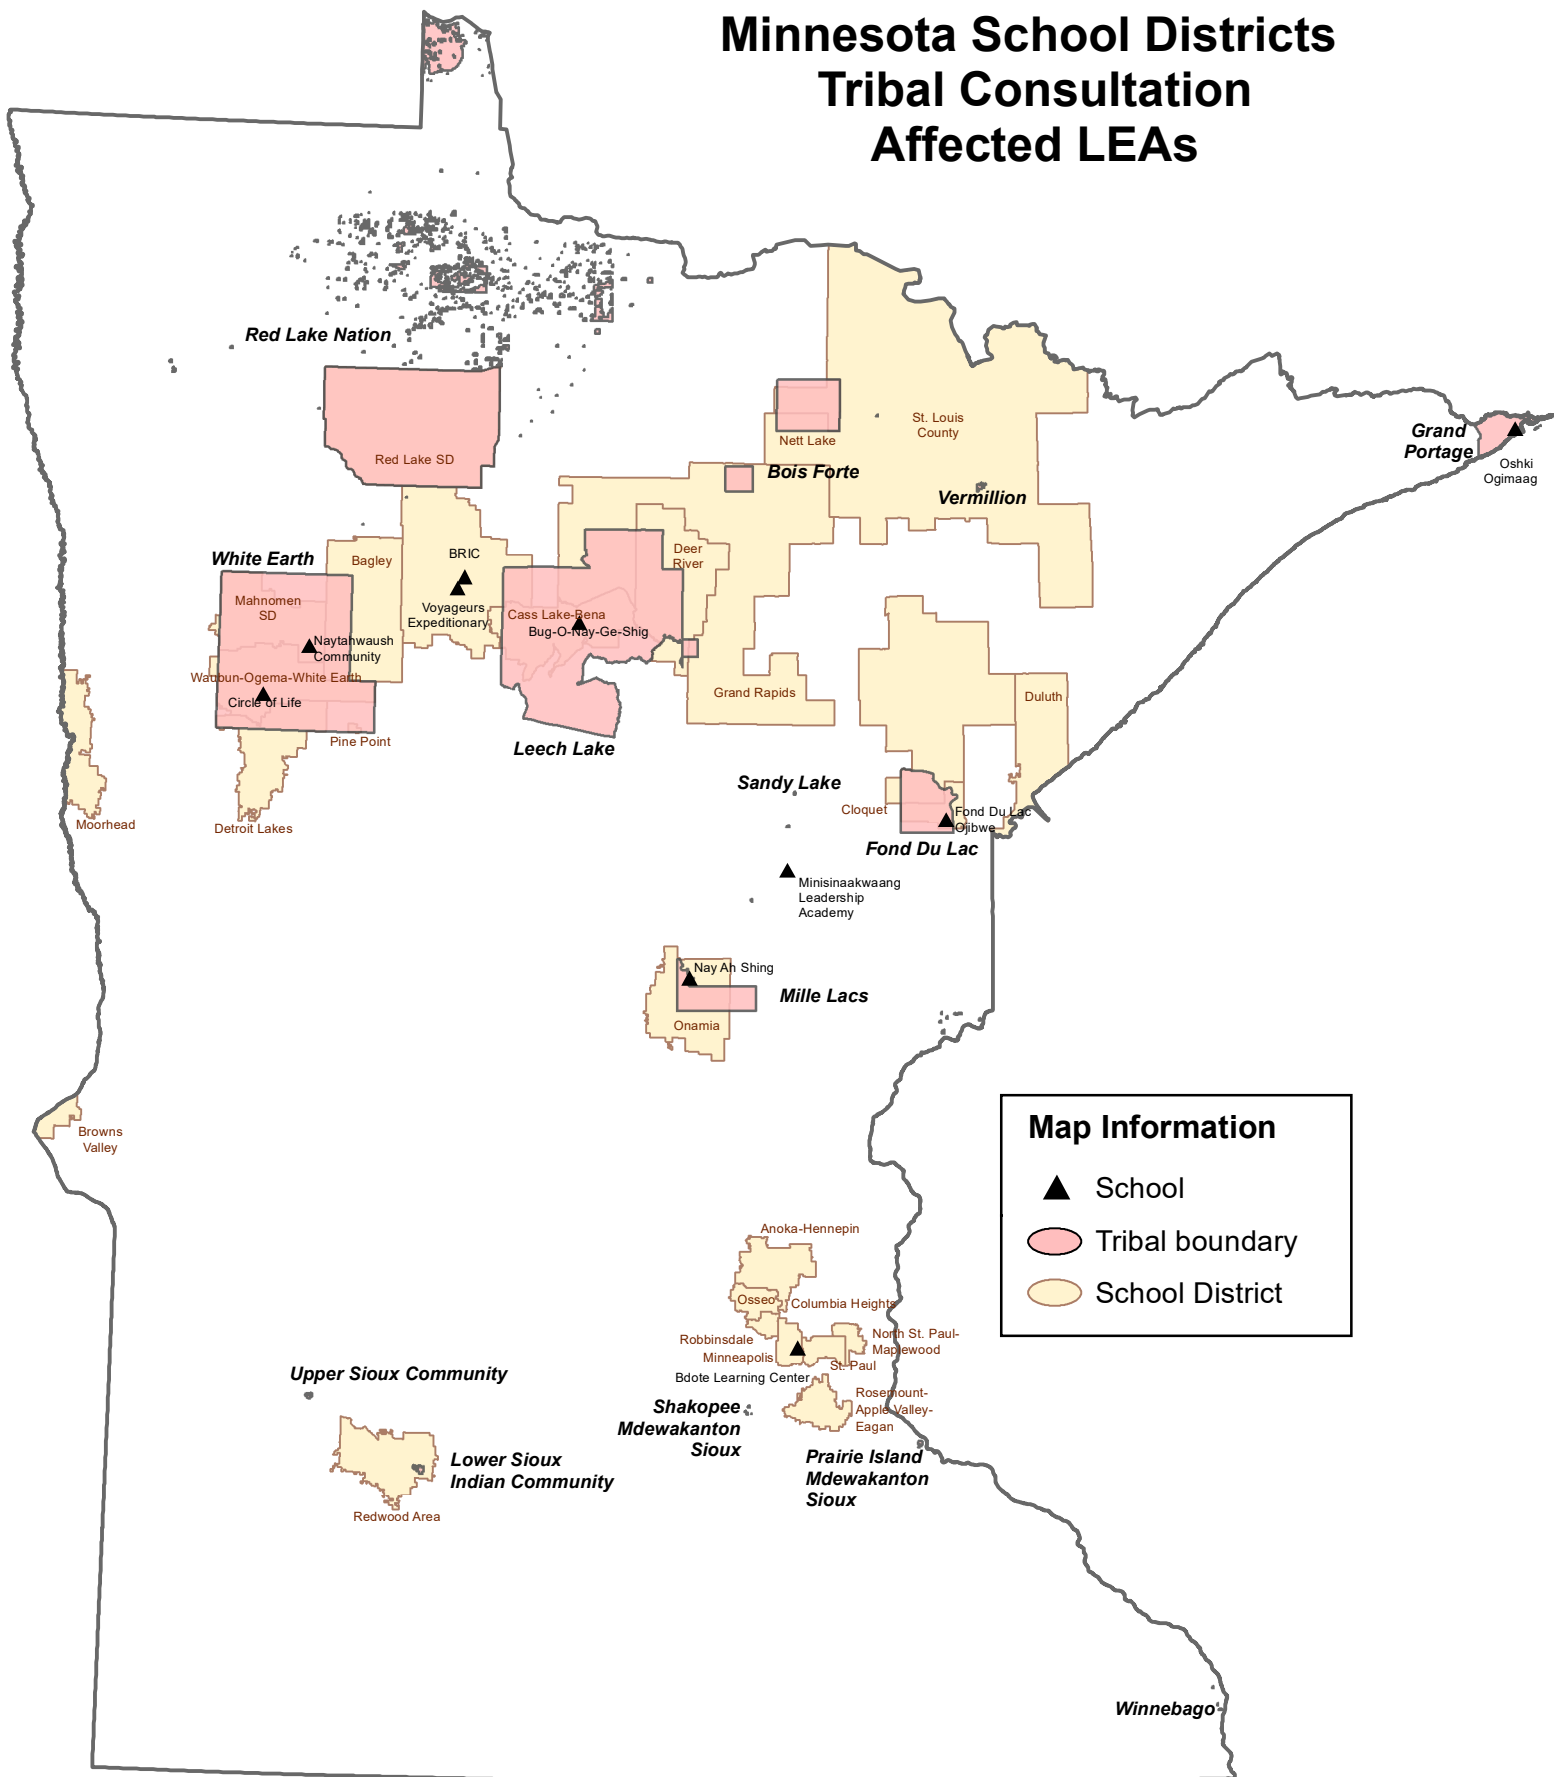 Minnesota School Districts
Tribal Consultation
Affected LEAs
Red Lake Nation
Red Lake SD
Nett Lake
St. Louis
County
Bois Forte
Vermillion
Grand
Portage
Oshki
Ogimaag
White Earth
Bagley
BRIC
Deer
River
Mahnomen
SD
Voyageurs
Expeditionary
Cass Lake-Bena
Bug-O-Nay-Ge-Shig
Naytahwaush
Community
Waubun-Ogema-White Earth
Circle of Life
Grand Rapids
Duluth
Pine Point
Leech Lake
Sandy Lake
Moorhead
Detroit Lakes
Cloquet
Fond Du Lac
Ojibwe
Fond Du Lac
Minisinaakwaang
Leadership
Academy
Nay Ah Shing
Mille Lacs
Onamia
Browns
Valley
Map Information
School
Tribal boundary
School District
Anoka-Hennepin
Osseo
Columbia Heights
Robbinsdale
North St. Paul-
Maplewood
Minneapolis
St. Paul
Bdote Learning Center
Upper Sioux Community
Shakopee
Mdewakanton
Sioux
Rosemount-
Apple Valley-
Eagan
Prairie Island
Mdewakanton
Sioux
Lower Sioux
Indian Community
Redwood Area
Winnebago